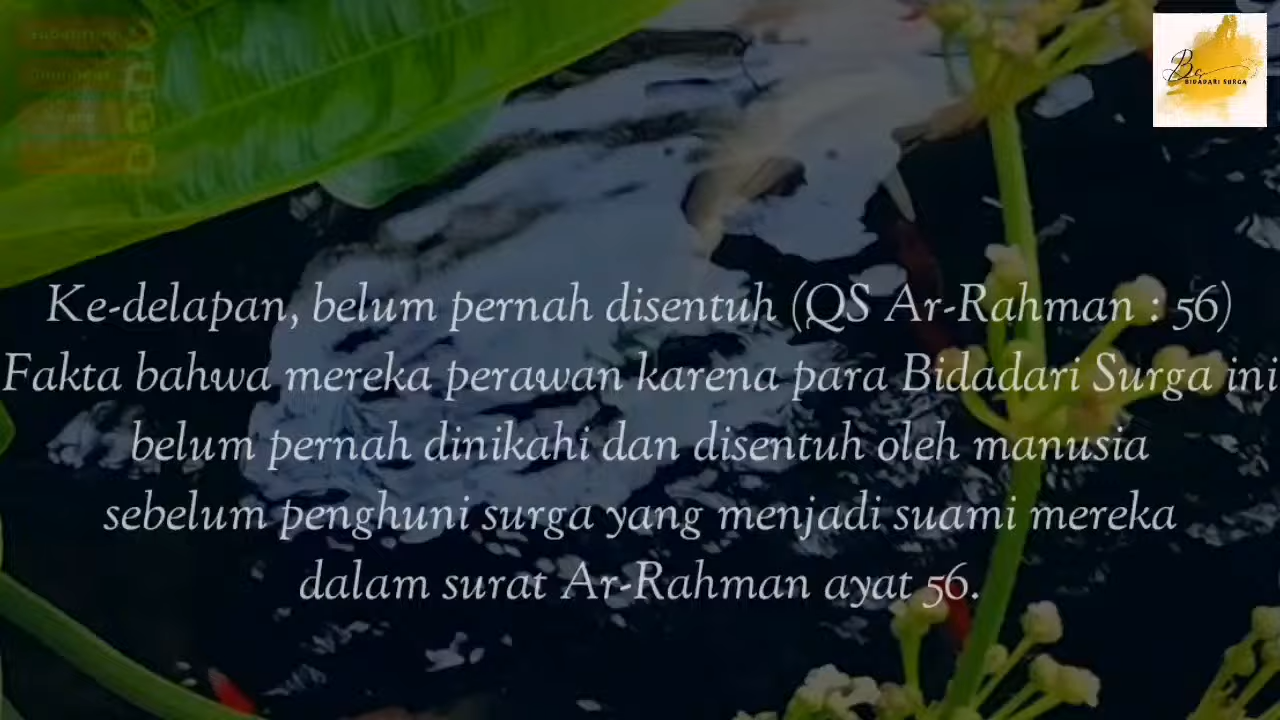 BIDADARI SURGA
Ke-delapan, belum pernah disentuh (QS Ar-Rahman : 56)
Fakta bahwa mereka perawan karena para Bidadari Surga ini
belum pernah dinikahi dan disentuh oleh manusia
sebelum penghuni surga yang menjadi suami mereka
dalam surat Ar-Rahman ayat 56.